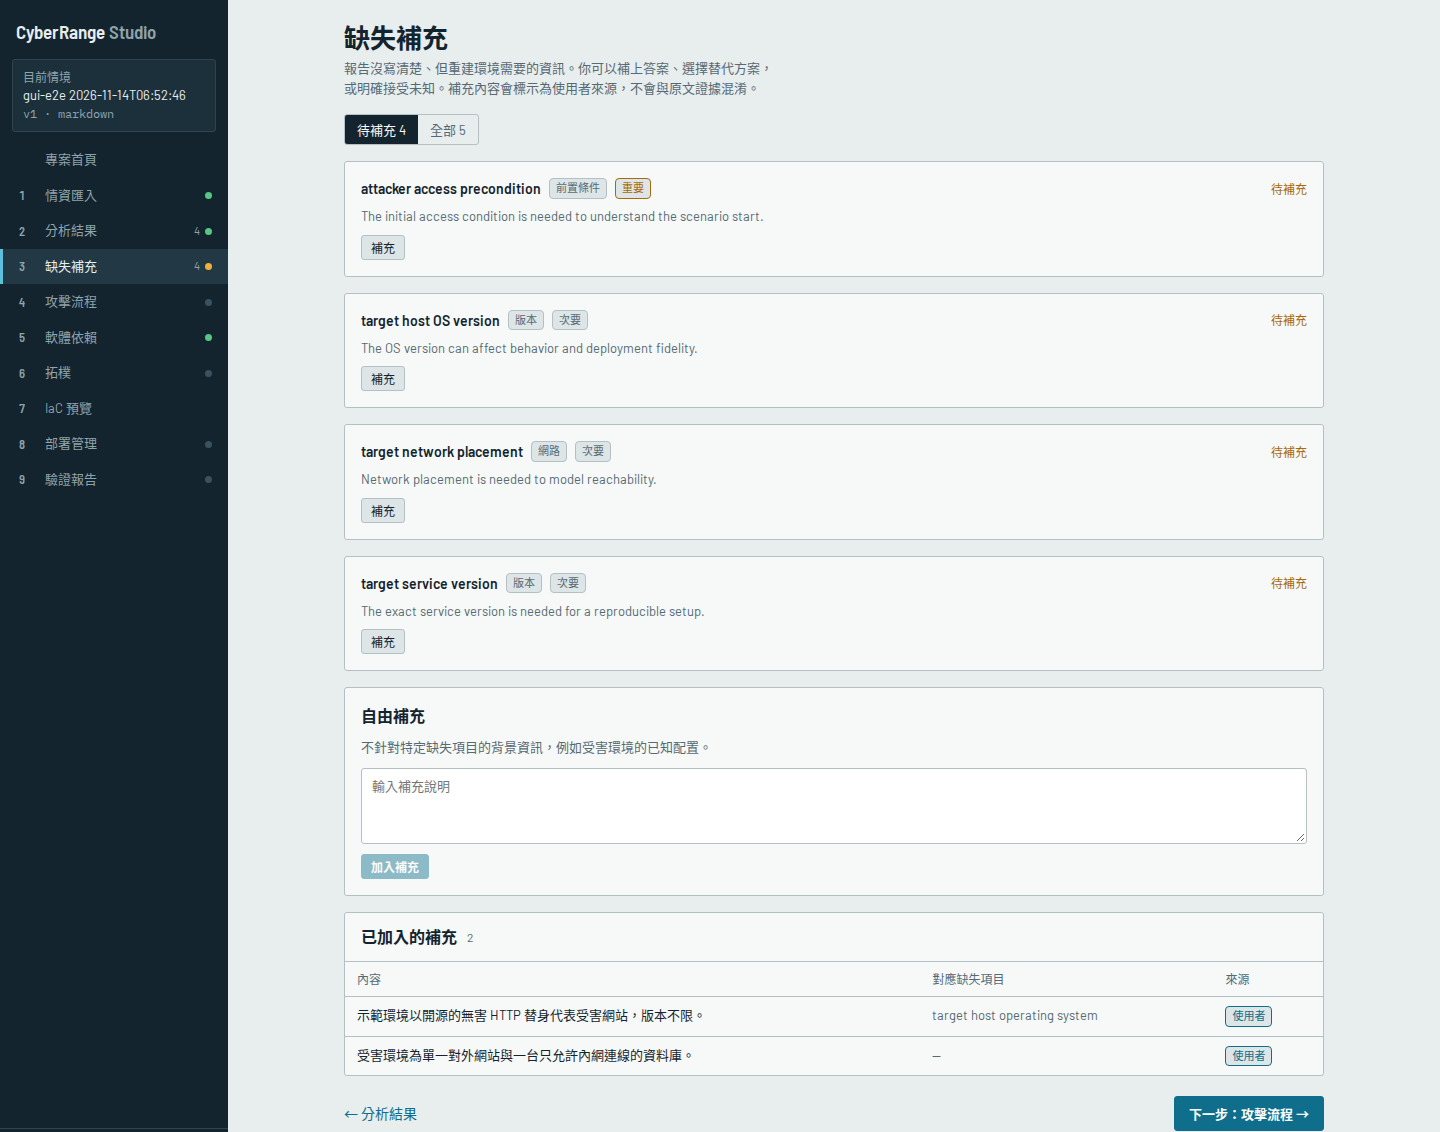 CyberRange Studio
目前情境
gui-e2e 2026-11-14T06:52:46
v1 · markdown
專案首頁
1 情資匯入
2 分析結果 4
3 缺失補充 4
4 攻擊流程
5 軟體依賴
6 拓樸
7 IaC 預覽
8 部署管理
9 驗證報告
缺失補充
報告沒寫清楚、但重建環境需要的資訊。你可以補上答案、選擇替代方案，
或明確接受未知。補充內容會標示為使用者來源，不會與原文證據混淆。
待補充 4 全部 5
attacker access precondition 前置條件 重要 待補充
The initial access condition is needed to understand the scenario start.
補充
target host OS version 版本 次要 待補充
The OS version can affect behavior and deployment fidelity.
補充
target network placement 網路 次要 待補充
Network placement is needed to model reachability.
補充
target service version 版本 次要 待補充
The exact service version is needed for a reproducible setup.
補充
自由補充
不針對特定缺失項目的背景資訊，例如受害環境的已知配置。
輸入補充說明
加入補充
已加入的補充 2
內容 對應缺失項目 來源
示範環境以開源的無害 HTTP 替身代表受害網站，版本不限。 target host operating system 使用者
受害環境為單一對外網站與一台只允許內網連線的資料庫。 — 使用者
← 分析結果 下一步：攻擊流程 →